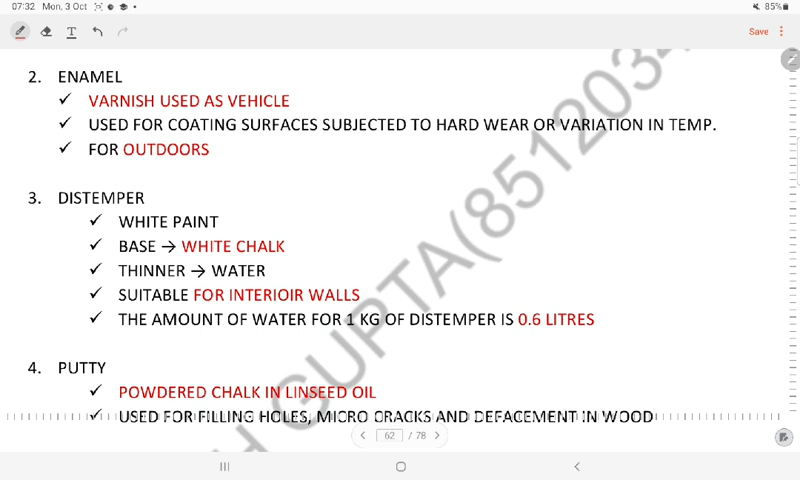 07:32 Mon, 3 Oct
85%
T
Save
2. ENAMEL
✓ VARNISH USED AS VEHICLE
✓ USED FOR COATING SURFACES SUBJECTED TO HARD WEAR OR VARIATION IN TEMP.
✓ FOR OUTDOORS
3. DISTEMPER
✓ WHITE PAINT
✓ BASE → WHITE CHALK
✓ THINNER → WATER
✓ SUITABLE FOR INTERIOIR WALLS
✓ THE AMOUNT OF WATER FOR 1 KG OF DISTEMPER IS 0.6 LITRES
4. PUTTY
✓ POWDERED CHALK IN LINSEED OIL
✓ USED FOR FILLING HOLES, MICRO CRACKS AND DEFACEMENT IN WOOD
H GUPTA(8512034
62 / 78